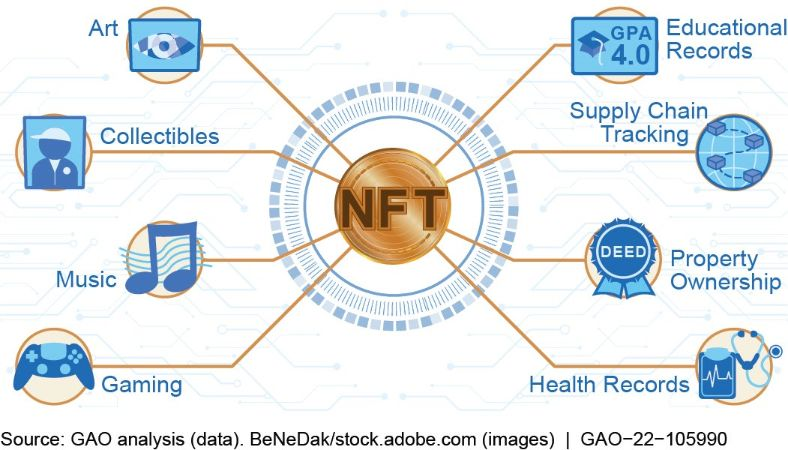 Art
GPA
4.0
Educational
Records
Collectibles
Supply Chain
Tracking
NFT
Music
DEED
Property
Ownership
Gaming
Health Records
Source: GAO analysis (data). BeNeDak/stock.adobe.com (images) | GAO−22−105990